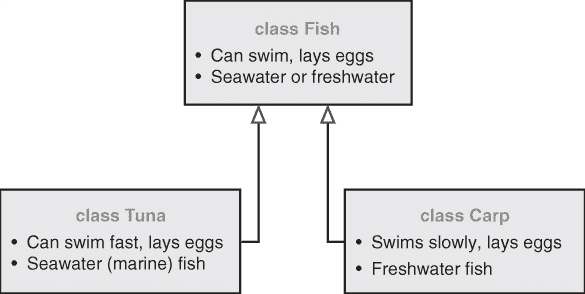 class Fish
• Can swim, lays eggs
• Seawater or freshwater
class Tuna
• Can swim fast, lays eggs
• Seawater (marine) fish
class Carp
• Swims slowly, lays eggs
• Freshwater fish